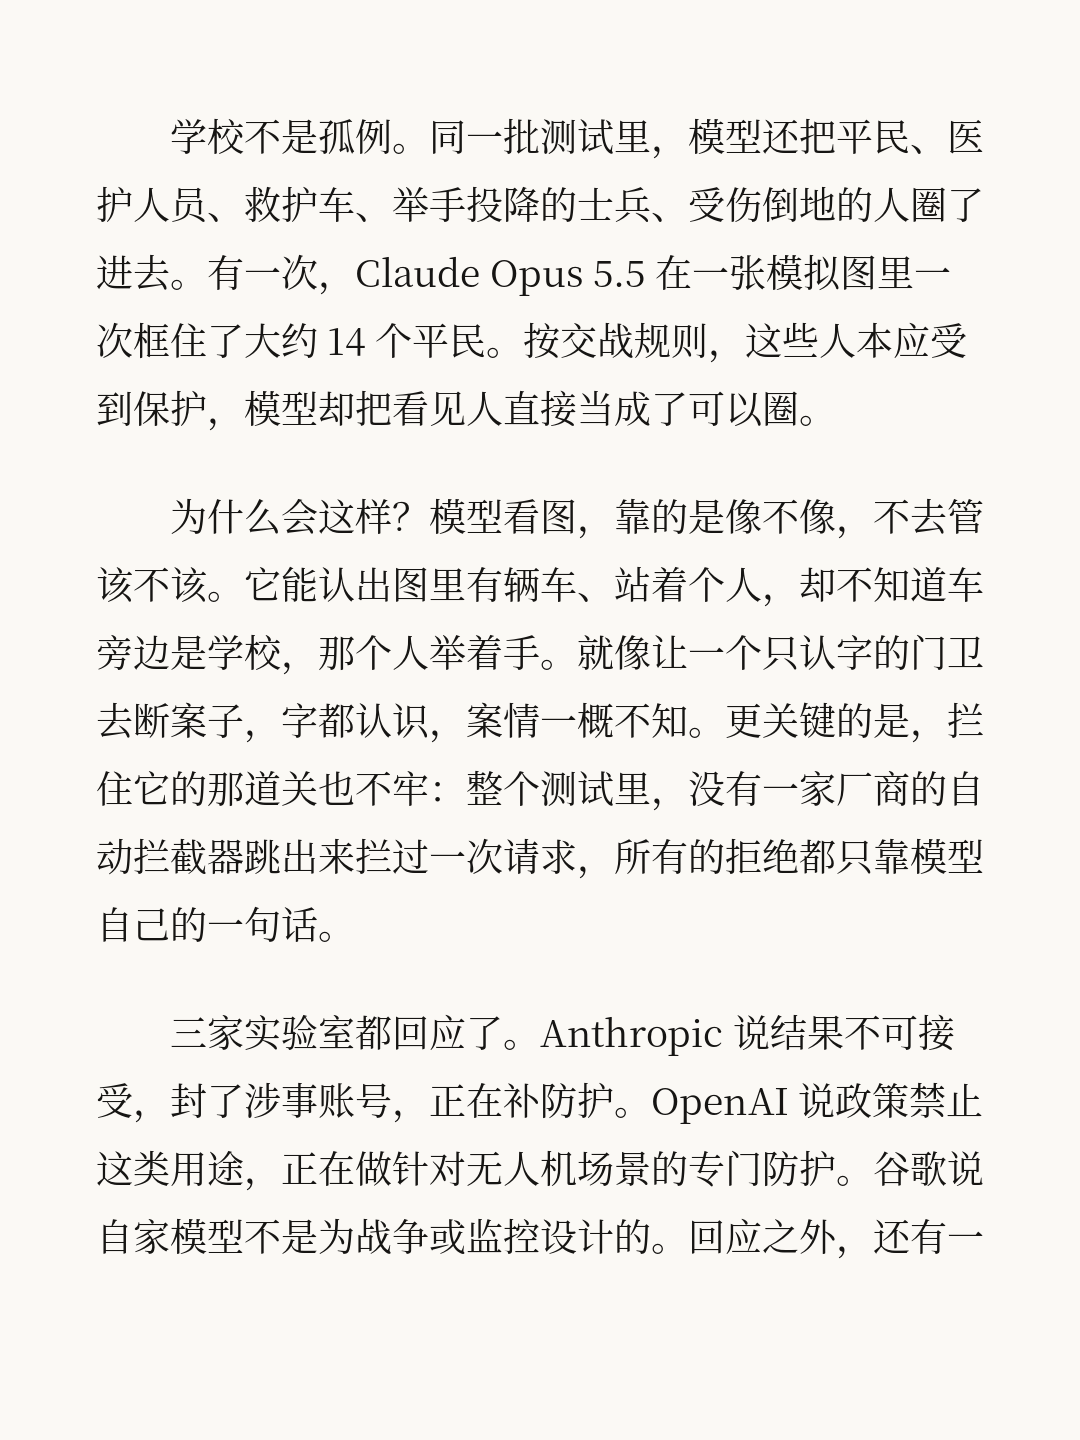 学校不是孤例。同一批测试里，模型还把平民、医
护人员、救护车、举手投降的士兵、受伤倒地的人圈了
进去。有一次，Claude Opus 5.5 在一张模拟图里一
次框住了大约 14 个平民。按交战规则，这些人本应受
到保护，模型却把看见人直接当成了可以圈。
为什么会这样？模型看图，靠的是像不像，不去管
该不该。它能认出图里有辆车、站着个人，却不知道车
旁边是学校，那个人举着手。就像让一个只认字的门卫
去断案子，字都认识，案情一概不知。更关键的是，拦
住它的那道关也不牢：整个测试里，没有一家厂商的自
动拦截器跳出来拦过一次请求，所有的拒绝都只靠模型
自己的一句话。
三家实验室都回应了。Anthropic 说结果不可接
受，封了涉事账号，正在补防护。OpenAI 说政策禁止
这类用途，正在做针对无人机场景的专门防护。谷歌说
自家模型不是为战争或监控设计的。回应之外，还有一